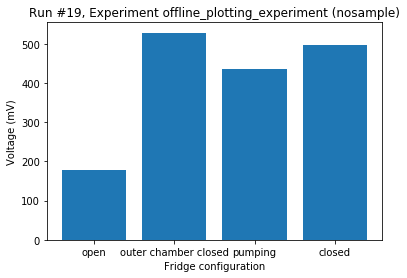 Run #19, Experiment offline_plotting_experiment (nosample)
Voltage (mV)
500
400
300
200
100
0
open outer chamber closed pumping closed
Fridge configuration